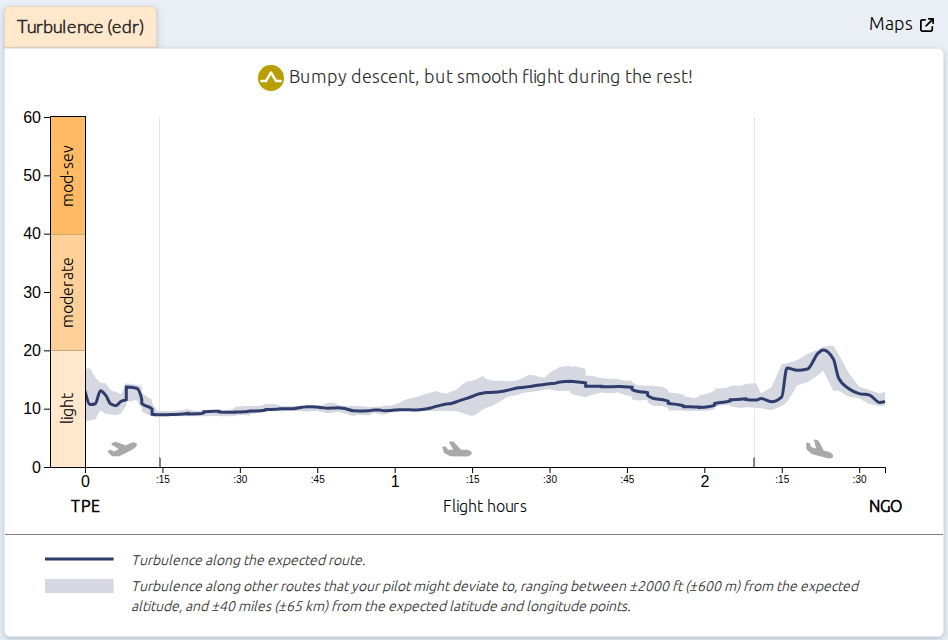 Turbulence (edr)
Maps
Bumpy descent, but smooth flight during the rest!
60
50
40
30
20
10
0
mod-sev
moderate
light
0 :15 :30 :45 1 :15 :30 :45 2 :15 :30
TPE Flight hours NGO
Turbulence along the expected route.
Turbulence along other routes that your pilot might deviate to, ranging between ±2000 ft (±600 m) from the expected
altitude, and ±40 miles (±65 km) from the expected latitude and longitude points.